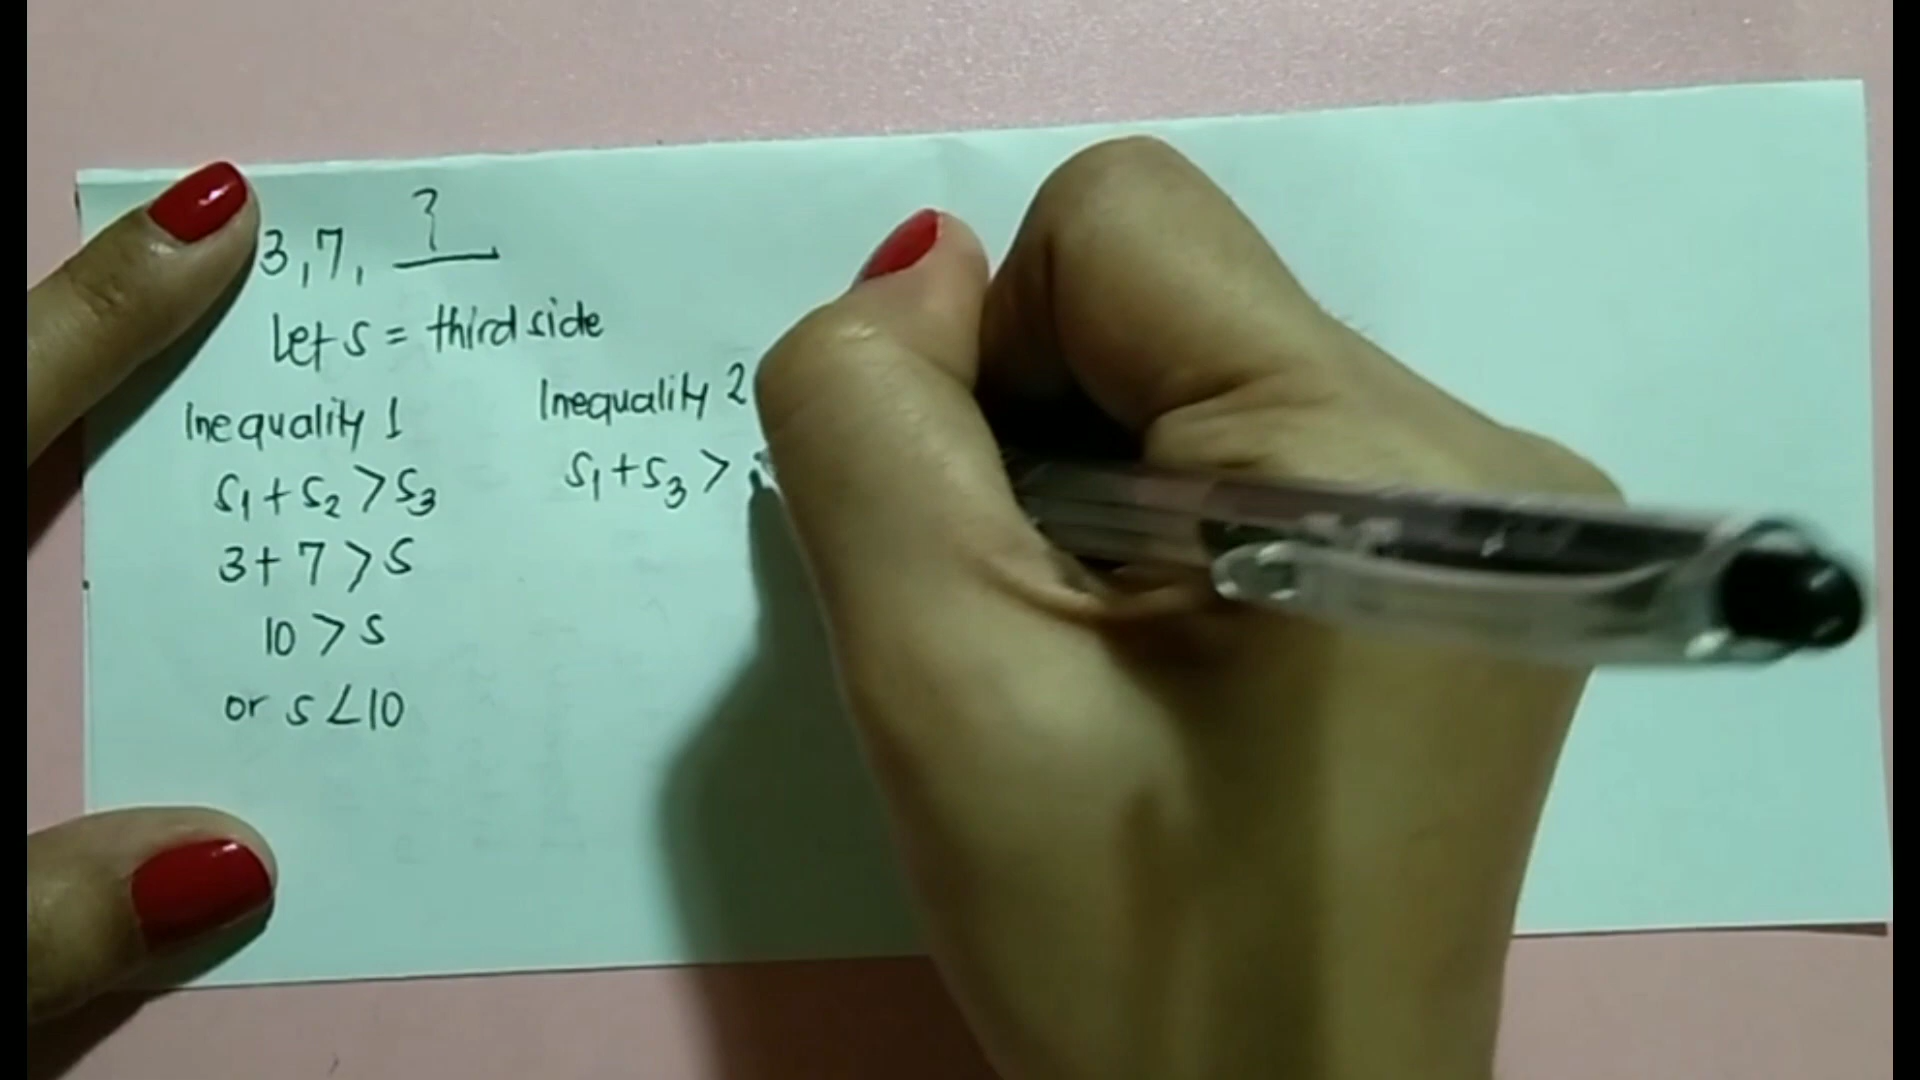 3, 7, ?
Let s = third side
Inequality 1
s₁ + s₂ > s₃
3 + 7 > s
10 > s
or s < 10
Inequality 2
s₁ + s₃ >